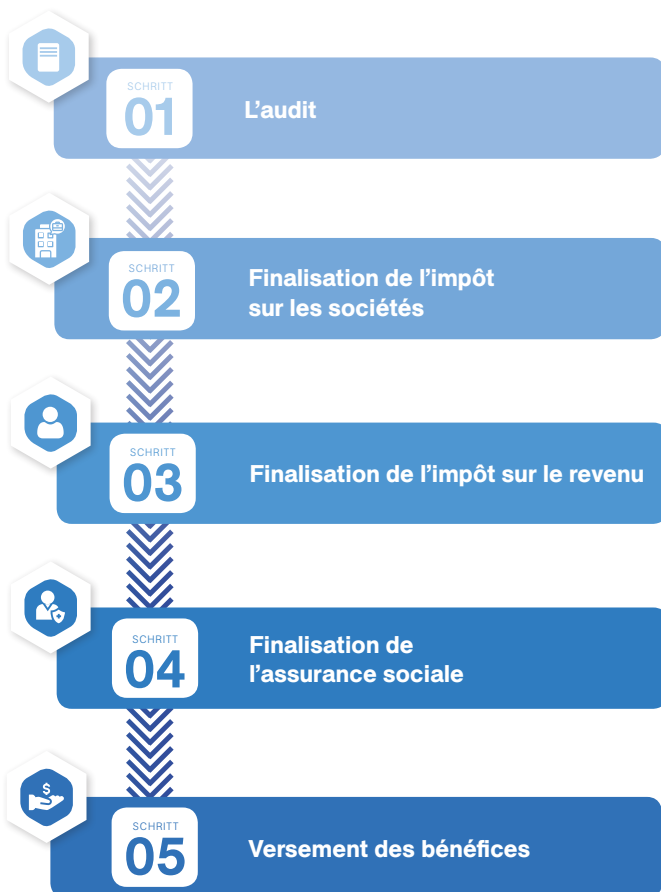 SCHRITT
01
L'audit
SCHRITT
02
Finalisation de l'impôt
sur les sociétés
SCHRITT
03
Finalisation de l'impôt sur le revenu
SCHRITT
04
Finalisation de
l'assurance sociale
$
SCHRITT
05
Versement des bénéfices